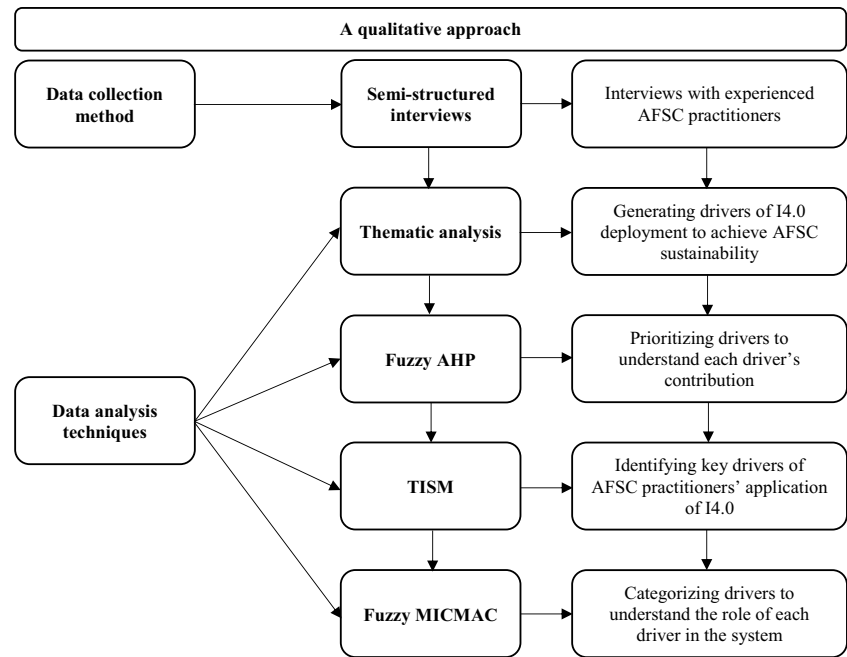 A qualitative approach
Data collection
method
Semi-structured
interviews
Interviews with experienced
AFSC practitioners
Thematic analysis
Generating drivers of I4.0
deployment to achieve AFSC
sustainability
Fuzzy AHP
Prioritizing drivers to
understand each driver’s
contribution
Data analysis
techniques
TISM
Identifying key drivers of
AFSC practitioners’ application
of I4.0
Fuzzy MICMAC
Categorizing drivers to
understand the role of each
driver in the system